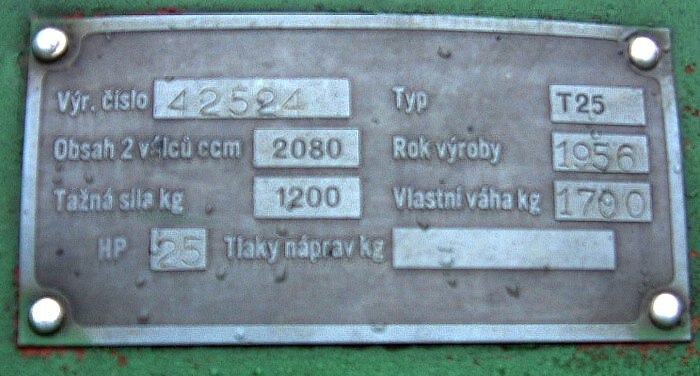 Výr. číslo 42524 Typ T25
Obsah 2 válců ccm 2080 Rok výroby 1956
Tažná síla kg 1200 Vlastní váha kg 1790
HP 25 Tlaky náprav kg